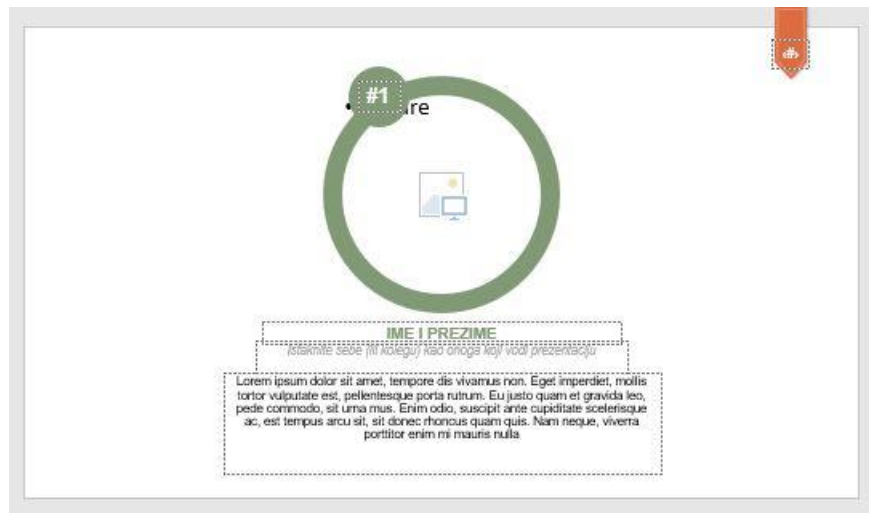 ‹#›
#1
IME I PREZIME
Istaknite sebe (ili kolegu) kao onoga koji vodi prezentaciju
Lorem ipsum dolor sit amet, tempore dis vivamus non. Eget imperdiet, mollis
tortor vulputate est, pellentesque porta rutrum. Eu justo quam et gravida leo,
pede commodo, sit urna mus. Enim odio, suscipit ante cupiditate scelerisque
ac, est tempus arcu sit, sit donec rhoncus quam quis. Nam neque, viverra
porttitor enim mi mauris nulla